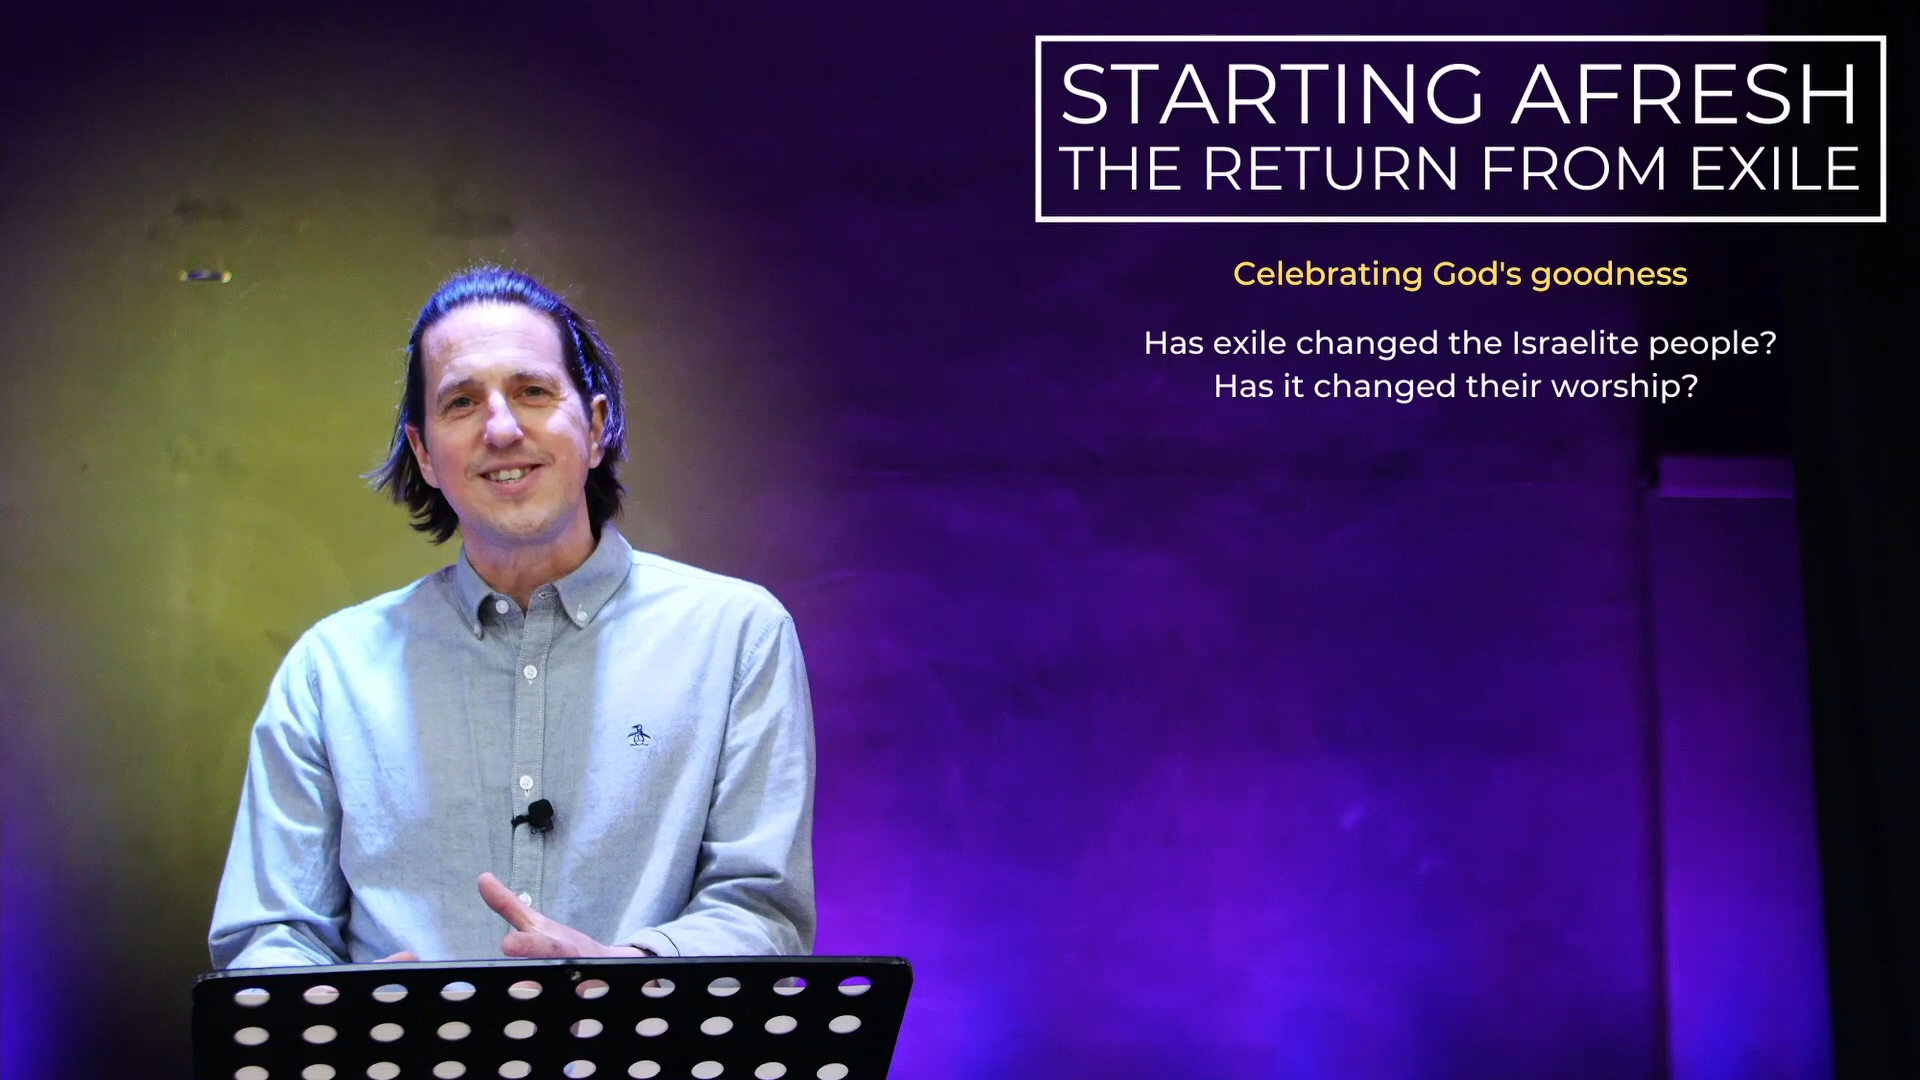 STARTING AFRESH
THE RETURN FROM EXILE
Celebrating God's goodness
Has exile changed the Israelite people?
Has it changed their worship?